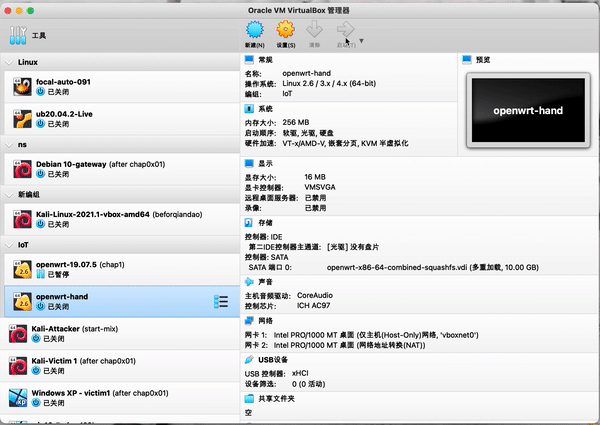 Oracle VM VirtualBox 管理器
工具
新建(N)
设置(S)
清除
启动(T)
Linux
focal-auto-091
已关闭
ub20.04.2-Live
已关闭
ns
Debian 10-gateway (after chap0x01)
已关闭
新编组
Kali-Linux-2021.1-vbox-amd64 (beforqiandao)
已关闭
IoT
openwrt-19.07.5 (chap1)
已暂停
openwrt-hand
已关闭
Kali-Attacker (start-mix)
已关闭
Kali-Victim 1 (after chap0x01)
已关闭
Windows XP - victim1 (after chap0x01)
已关闭
常规
名称: openwrt-hand
操作系统: Linux 2.6 / 3.x / 4.x (64-bit)
编组: IoT
预览
openwrt-hand
系统
内存大小: 256 MB
启动顺序: 软驱, 光驱, 硬盘
硬件加速: VT-x/AMD-V, 嵌套分页, KVM 半虚拟化
显示
显存大小: 16 MB
显卡控制器: VMSVGA
远程桌面服务器: 已禁用
录像: 已禁用
存储
控制器: IDE
第二IDE控制器主通道: [光驱] 没有盘片
控制器: SATA
SATA 端口 0: openwrt-x86-64-combined-squashfs.vdi (多重加载, 10.00 GB)
声音
主机音频驱动: CoreAudio
控制芯片: ICH AC97
网络
网卡 1: Intel PRO/1000 MT 桌面 (仅主机(Host-Only)网络, 'vboxnet0')
网卡 2: Intel PRO/1000 MT 桌面 (网络地址转换(NAT))
USB设备
USB 控制器: xHCI
设备筛选: 0 (0 活动)
共享文件夹
空